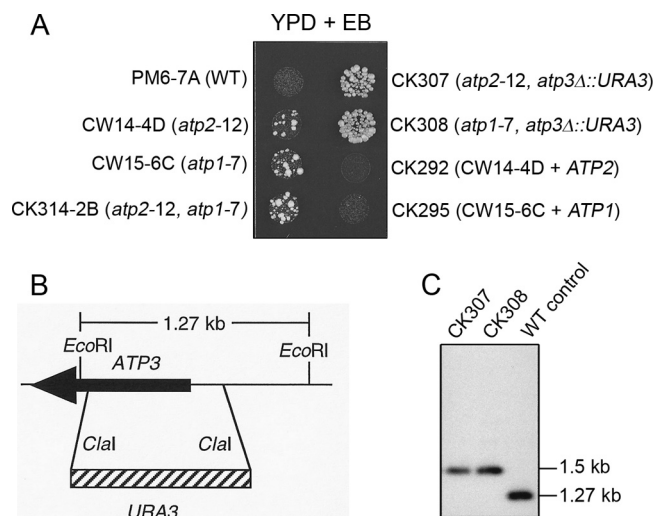 A
YPD + EB
PM6-7A (WT)
CW14-4D (atp2-12)
CW15-6C (atp1-7)
CK314-2B (atp2-12, atp1-7)
CK307 (atp2-12, atp3Δ::URA3)
CK308 (atp1-7, atp3Δ::URA3)
CK292 (CW14-4D + ATP2)
CK295 (CW15-6C + ATP1)
B
1.27 kb
EcoRI
ATP3
EcoRI
ClaI
ClaI
URA3
C
CK307
CK308
WT control
1.5 kb
1.27 kb